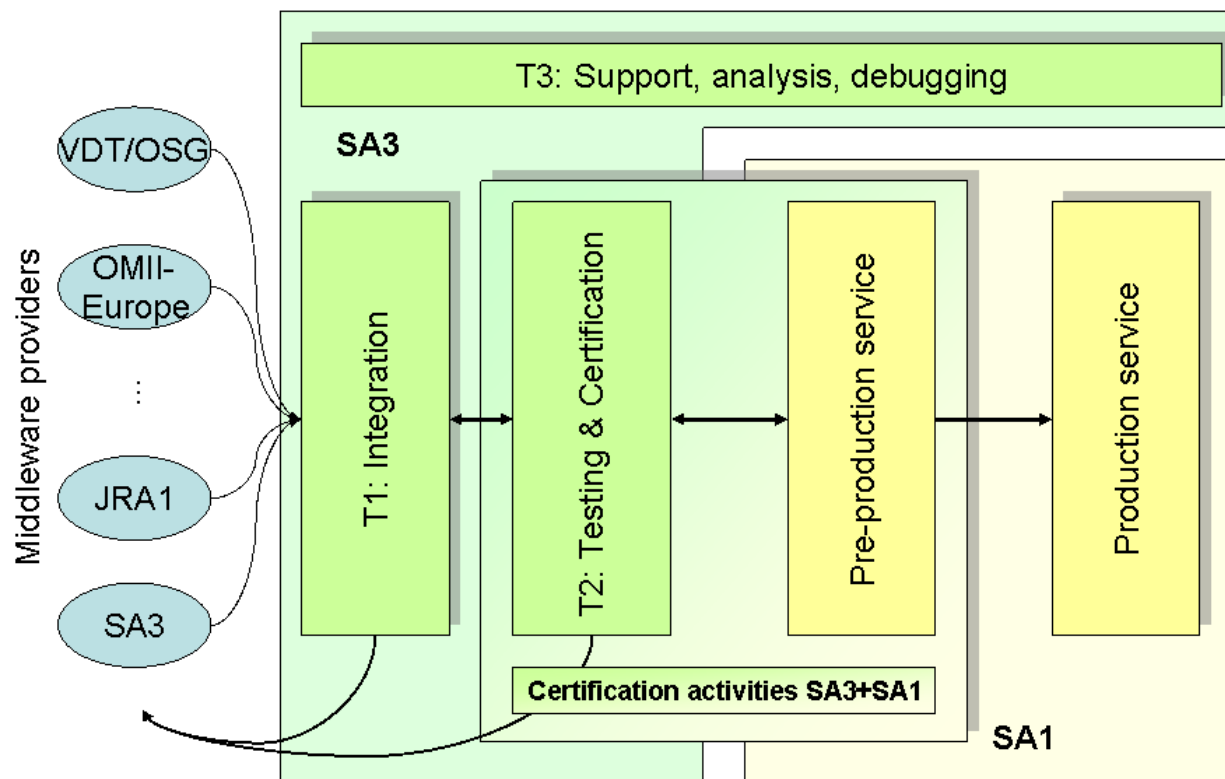 T3: Support, analysis, debugging
SA3
Middleware providers
VDT/OSG
OMII-
Europe
...
JRA1
SA3
T1: Integration
T2: Testing & Certification
Pre-production service
Production service
Certification activities SA3+SA1
SA1